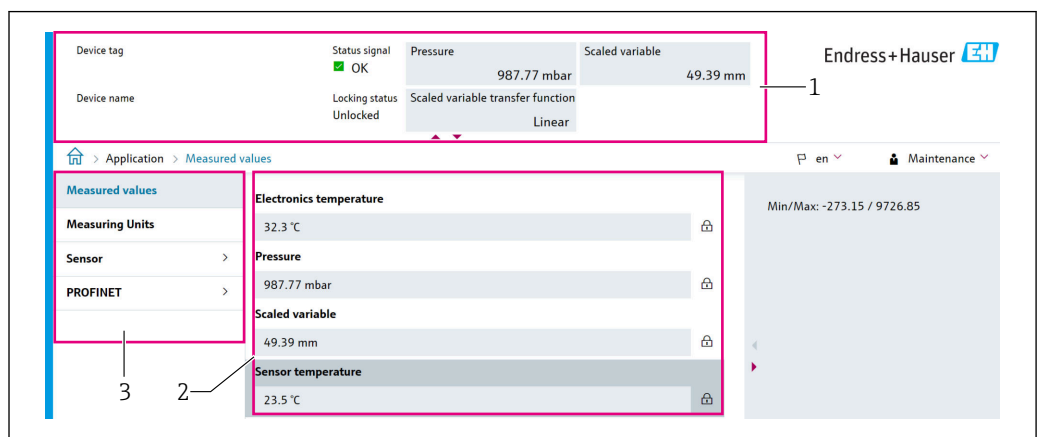 Device tag
Status signal
OK
Pressure
987.77 mbar
Scaled variable
49.39 mm
Endress+Hauser EH
1
Device name
Locking status
Unlocked
Scaled variable transfer function
Linear
> Application > Measured values
en
Maintenance
Measured values
Measuring Units
Sensor >
PROFINET >
Electronics temperature
32.3 °C
Pressure
987.77 mbar
Scaled variable
49.39 mm
Sensor temperature
23.5 °C
Min/Max: -273.15 / 9726.85
3
2